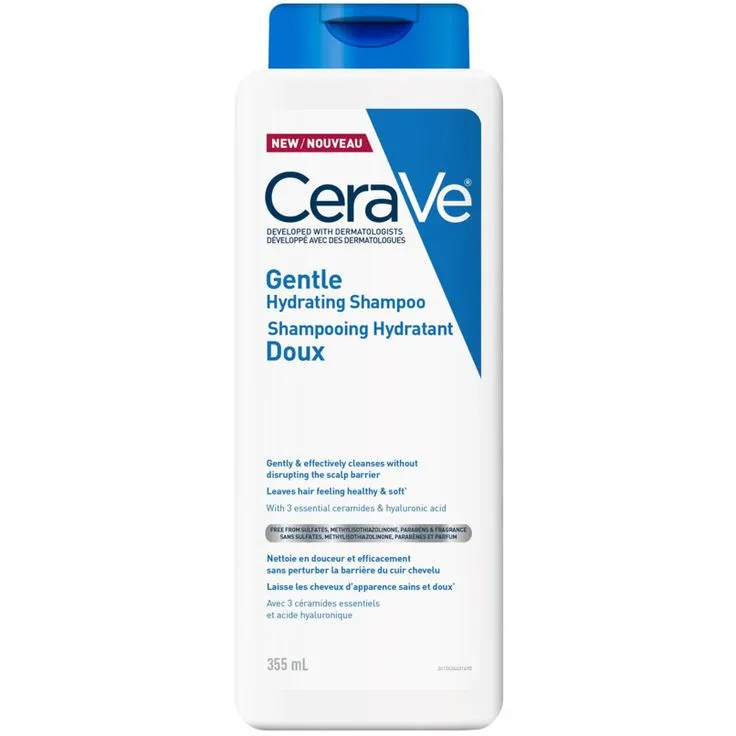 NEW / NOUVEAU
CeraVe®
DEVELOPED WITH DERMATOLOGISTS
DÉVELOPPÉ AVEC DES DERMATOLOGUES
Gentle
Hydrating Shampoo
Shampooing Hydratant
Doux
Gently & effectively cleanses without
disrupting the scalp barrier
Leaves hair feeling healthy & soft*
With 3 essential ceramides & hyaluronic acid
FREE FROM SULFATES, METHYLISOTHIAZOLINONE, PARABENS & FRAGRANCE
SANS SULFATES, MÉTHYLISOTHIAZOLINONE, PARABÈNES ET PARFUM
Nettoie en douceur et efficacement
sans perturber la barrière du cuir chevelu
Laisse les cheveux d'apparence sains et doux*
Avec 3 céramides essentiels
et acide hyaluronique
355 mL